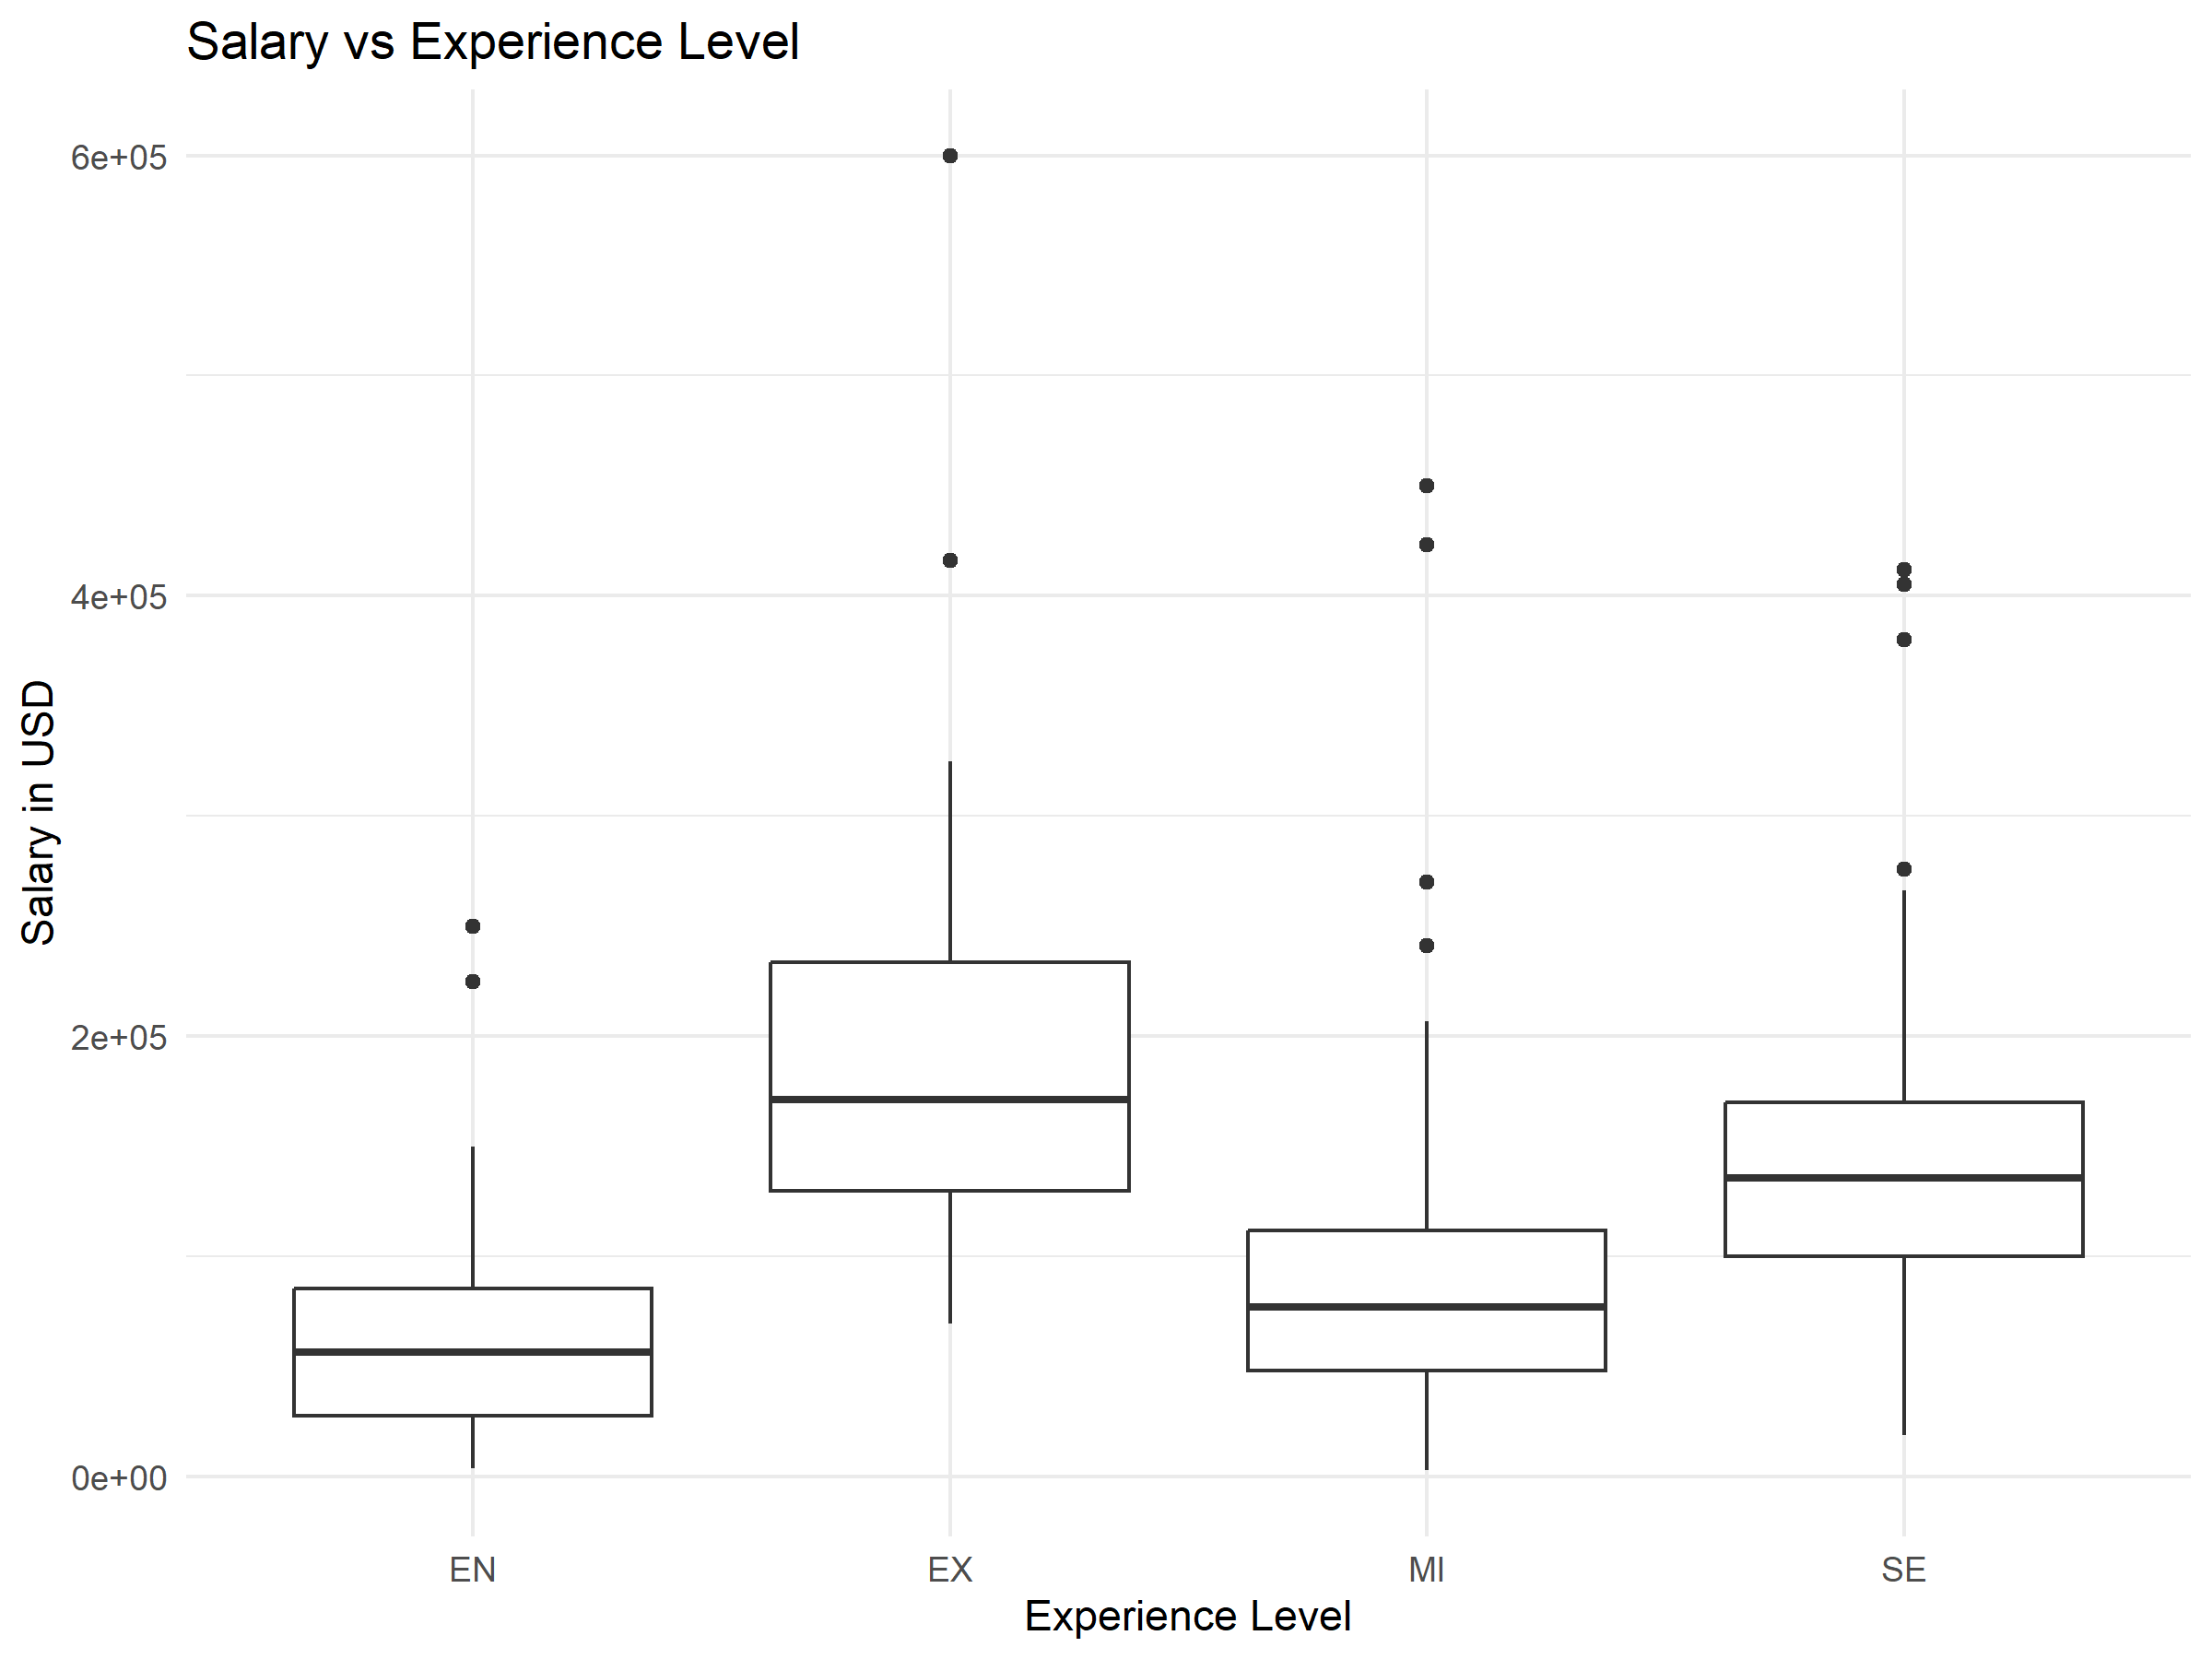 Salary vs Experience Level
6e+05
4e+05
2e+05
0e+00
Salary in USD
EN EX MI SE
Experience Level